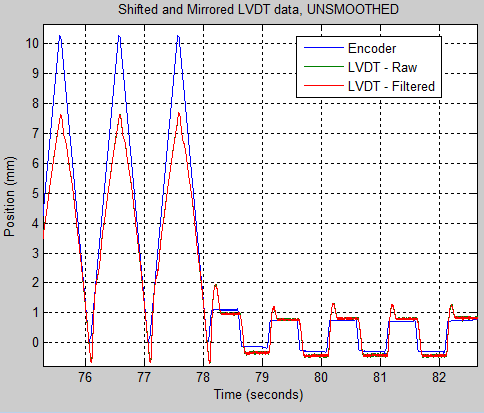 Shifted and Mirrored LVDT data, UNSMOOTHED
Encoder
LVDT - Raw
LVDT - Filtered
Position (mm)
10
9
8
7
6
5
4
3
2
1
0
76 77 78 79 80 81 82
Time (seconds)